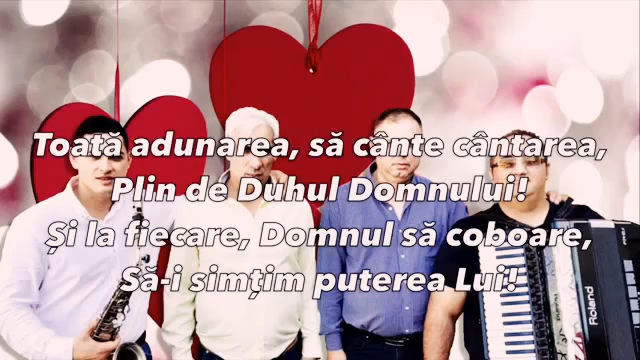 Toată adunarea, să cânte cântarea,
Plin de Duhul Domnului!
Și la fiecare, Domnul să coboare,
Să-i simțim puterea Lui!
Roland